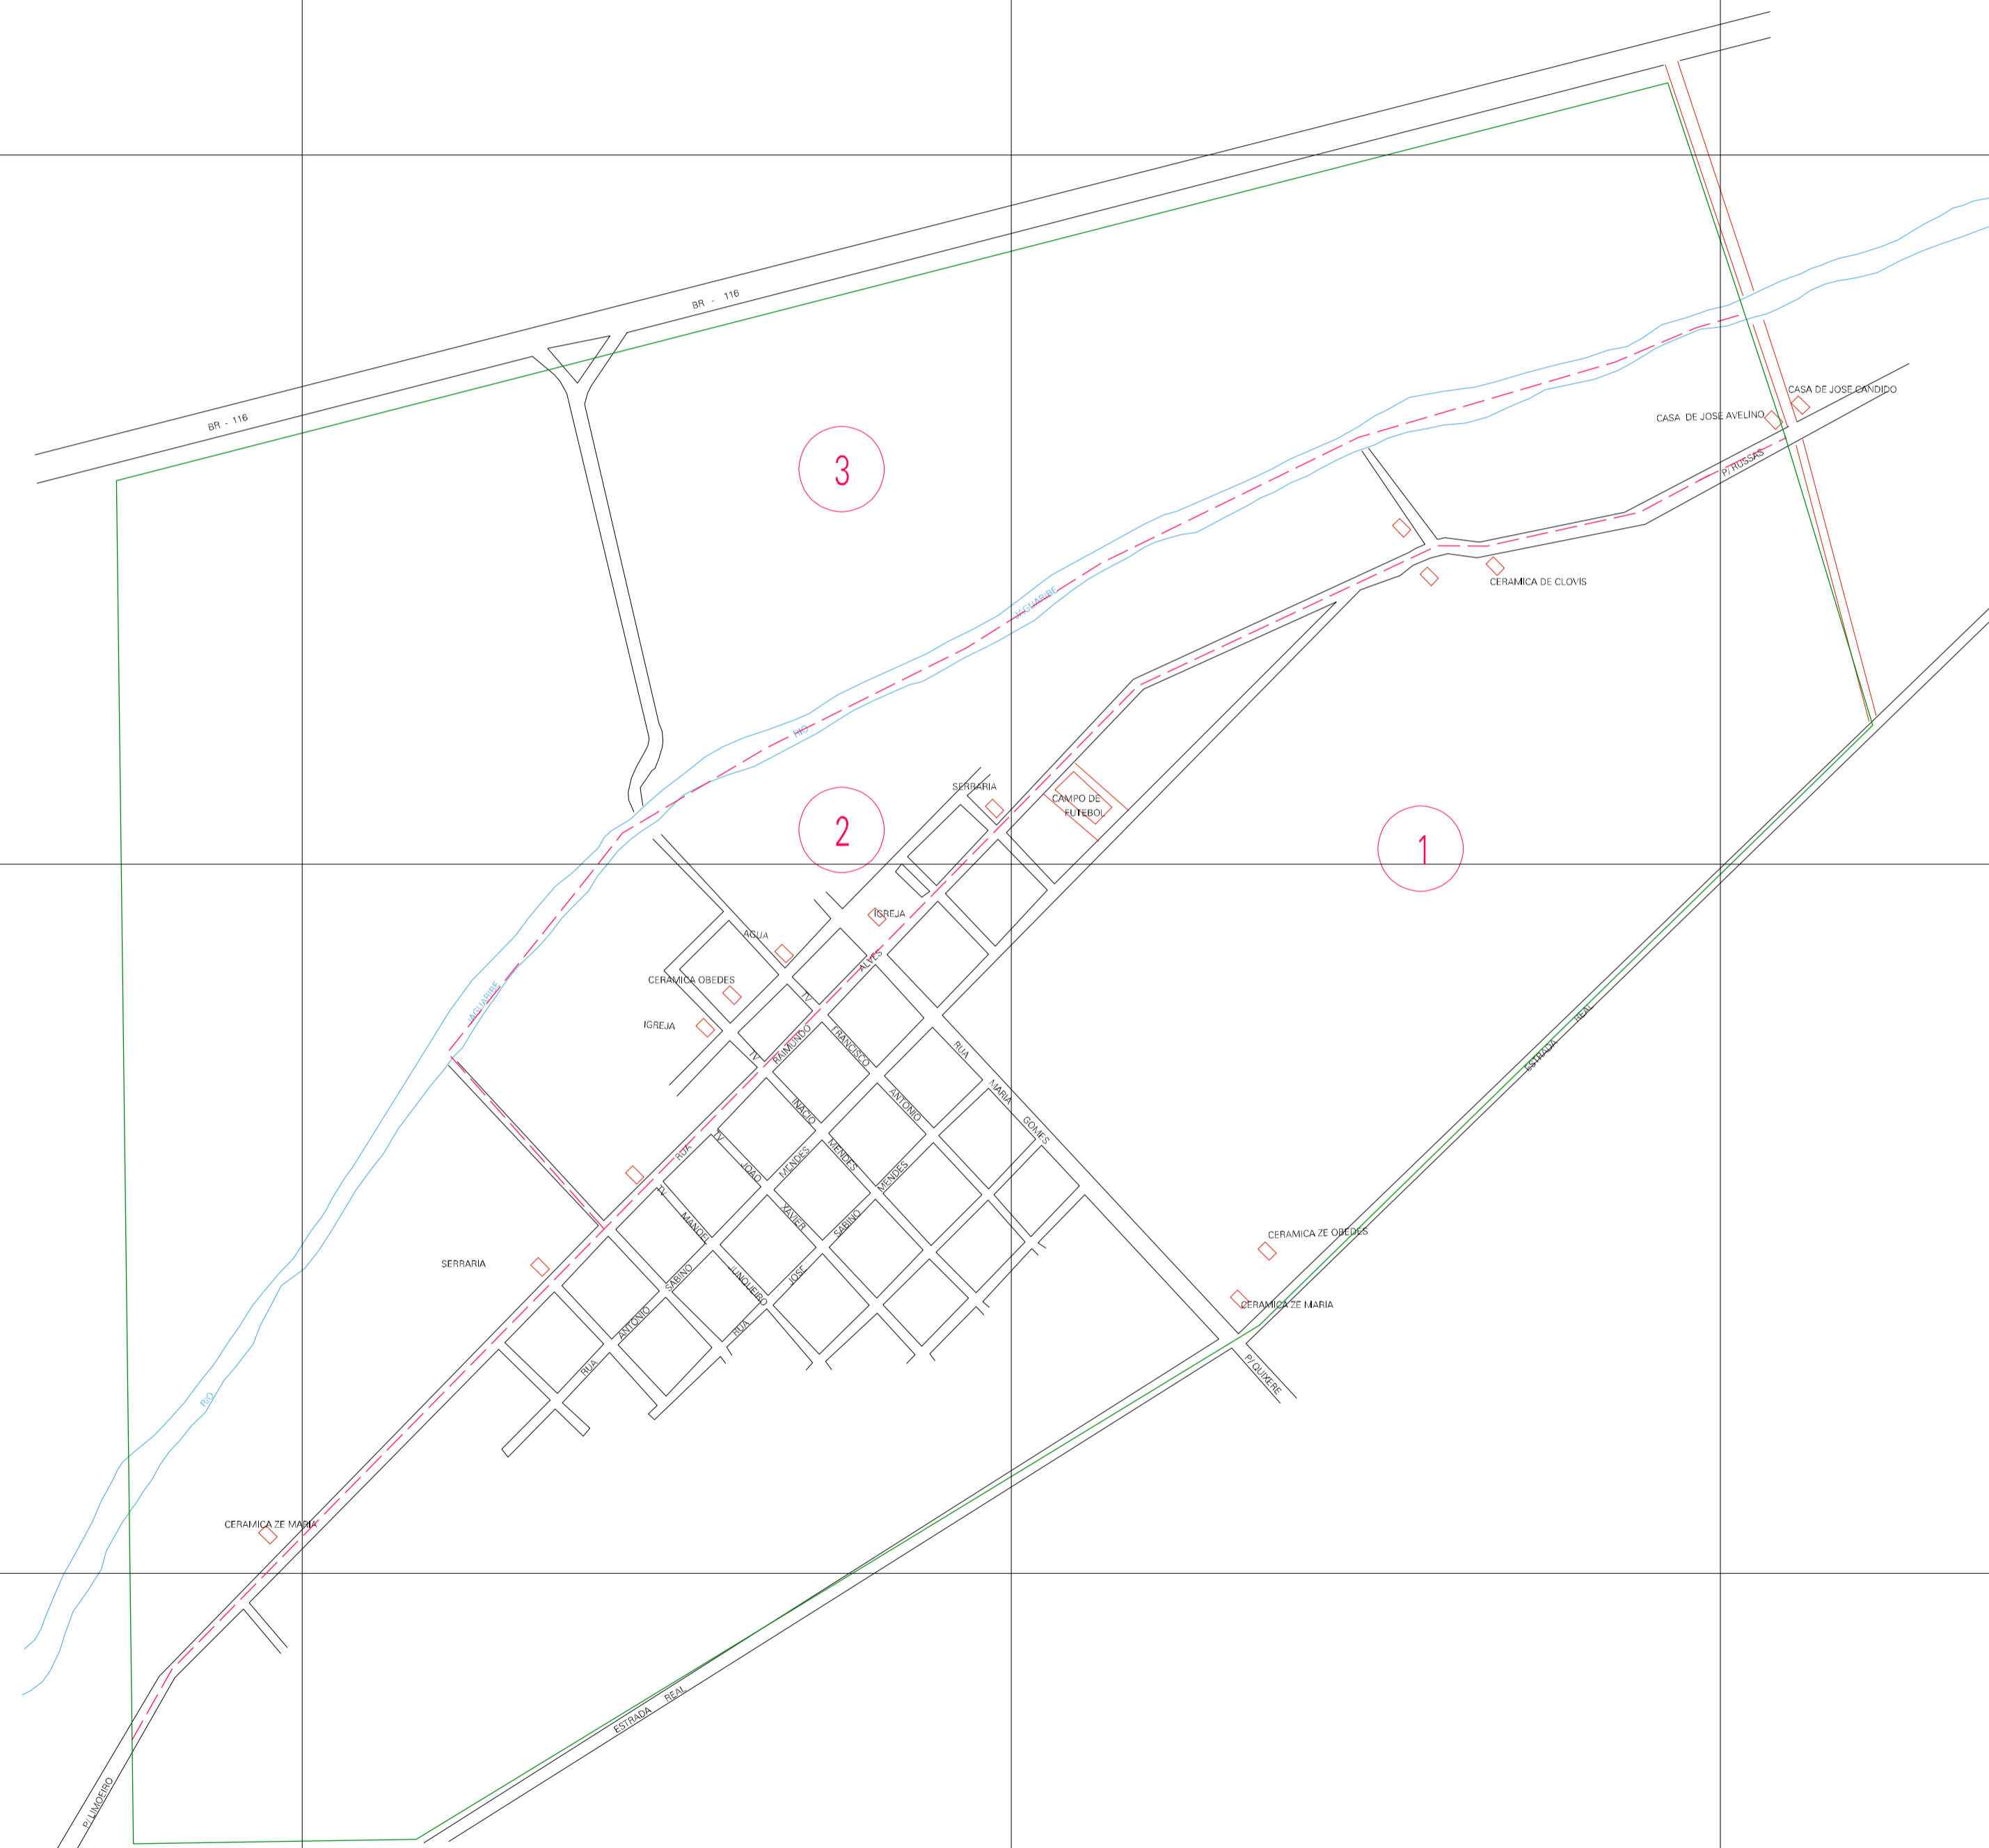 BR - 116
BR - 116
3
CASA DE JOSE CANDIDO
CASA DE JOSE AVELINO
P/ RUSSAS
CERAMICA DE CLOVIS
JAGUARIBE
RIO
SERRARIA
CAMPO DE
FUTEBOL
2
1
IGREJA
AGUA
ALVES
CERAMICA OBEDES
JAGUARIBE
IGREJA
TV
RAIMUNDO
FRANCISCO
ESTRADA REAL
TV
RUA MARIA GOMES
INACIO
ANTONIO
TV
RUA
JOAO
MENDES
MENDES
MENDES
TV
MANOEL
XAVIER
SABINO
CERAMICA ZE OBEDES
SERRARIA
SABINO
JUNQUEIRO
JOSE
CERAMICA ZE MARIA
ANTONIO
RUA
RUA
P/ QUIXERE
RIO
CERAMICA ZE MARIA
ESTRADA REAL
P/ LIMOEIRO